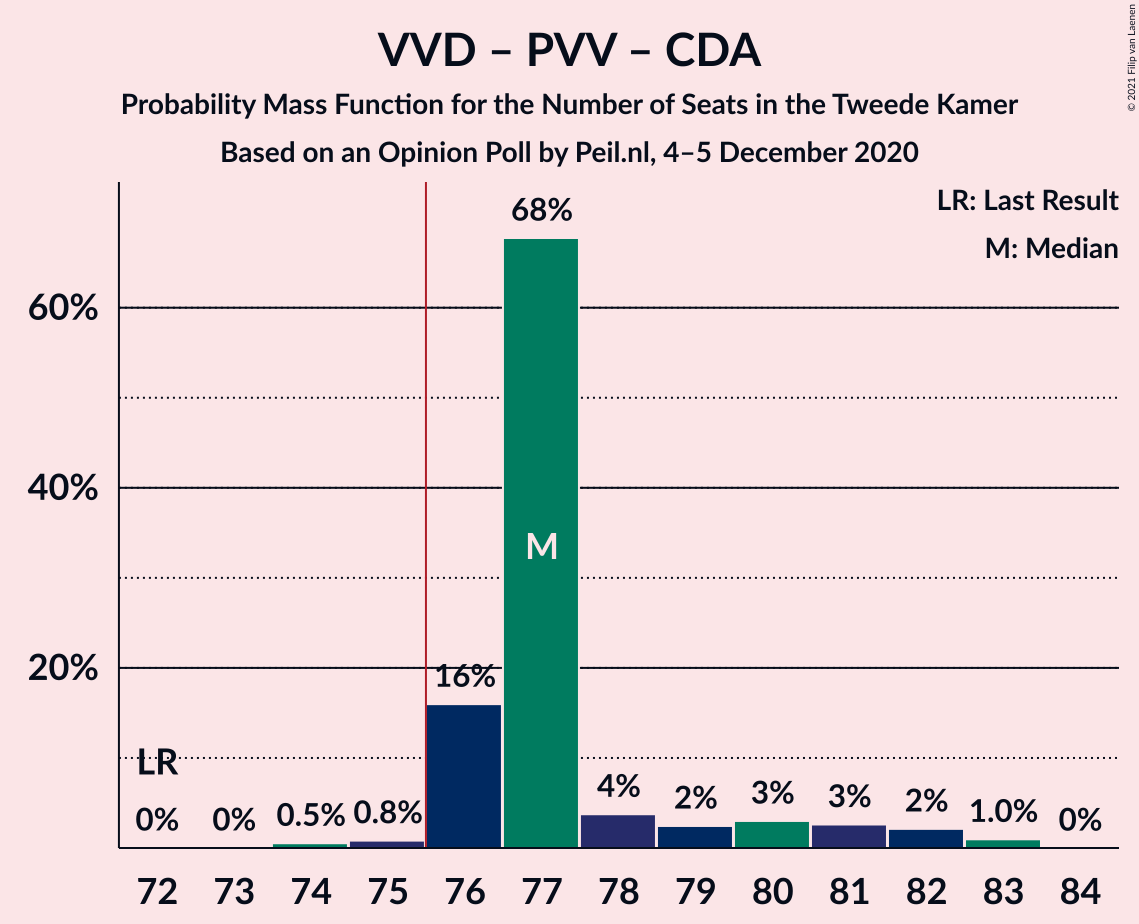 VVD – PVV – CDA
Probability Mass Function for the Number of Seats in the Tweede Kamer
Based on an Opinion Poll by Peil.nl, 4–5 December 2020
© 2021 Filip van Laenen
LR: Last Result
M: Median
60%
40%
20%
68%
M
16%
LR
0% 0% 0.5% 0.8% 4% 2% 3% 3% 2% 1.0% 0%
72 73 74 75 76 77 78 79 80 81 82 83 84